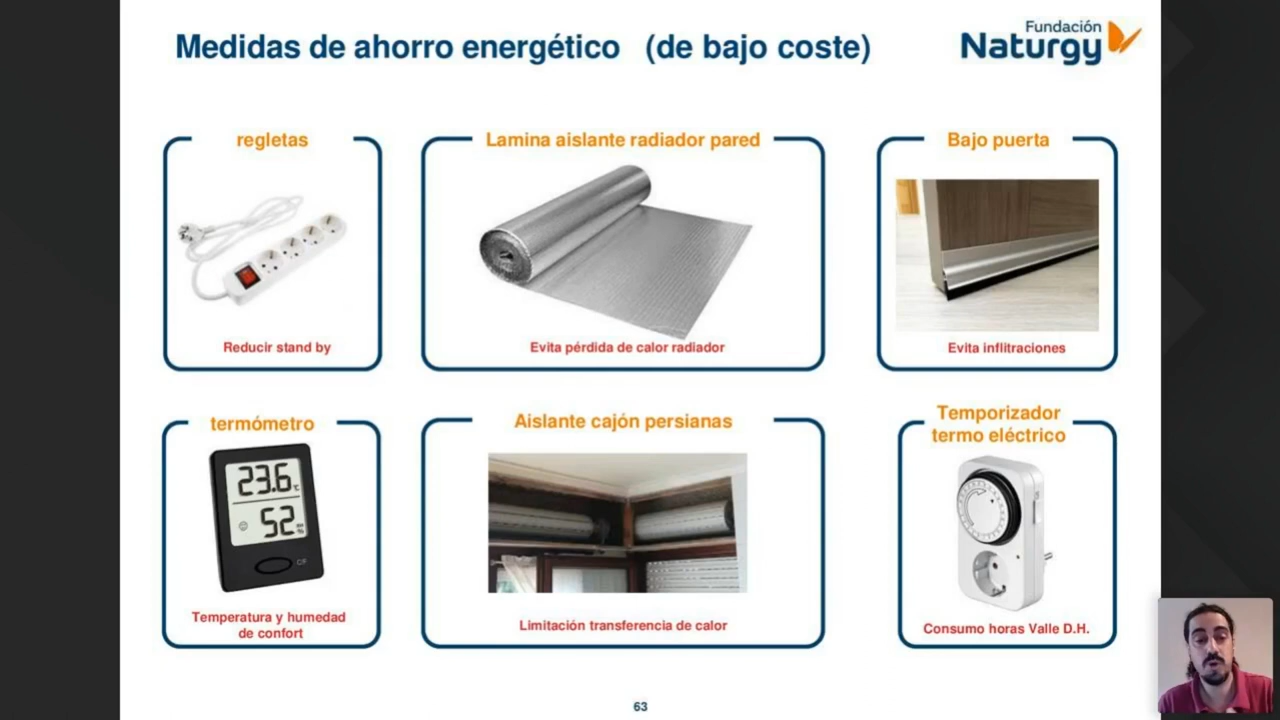 Medidas de ahorro energético (de bajo coste)
Fundación
Naturgy
regletas
Lamina aislante radiador pared
Bajo puerta
Reducir stand by
Evita pérdida de calor radiador
Evita inflitraciones
termómetro
Aislante cajón persianas
Temporizador
termo eléctrico
23.6
52
Temperatura y humedad
de confort
Limitación transferencia de calor
Consumo horas Valle D.H.
63